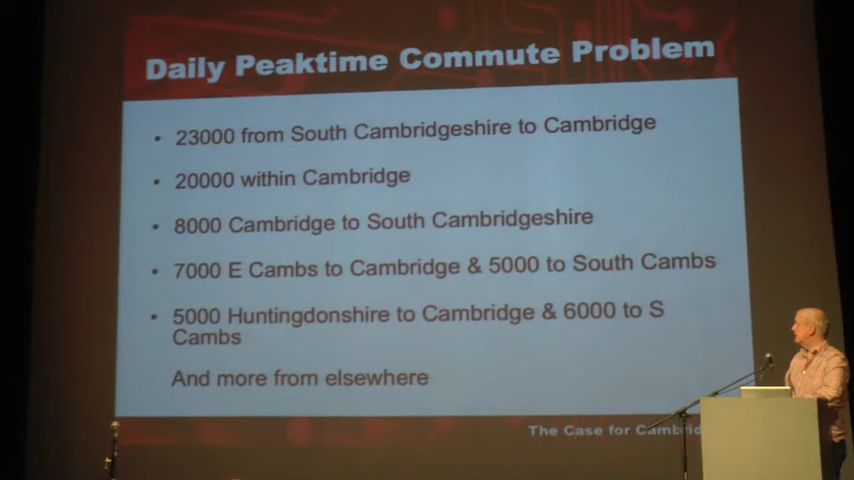 Daily Peaktime Commute Problem
• 23000 from South Cambridgeshire to Cambridge
• 20000 within Cambridge
• 8000 Cambridge to South Cambridgeshire
• 7000 E Cambs to Cambridge & 5000 to South Cambs
• 5000 Huntingdonshire to Cambridge & 6000 to S
Cambs
And more from elsewhere
The Case for Cambrid